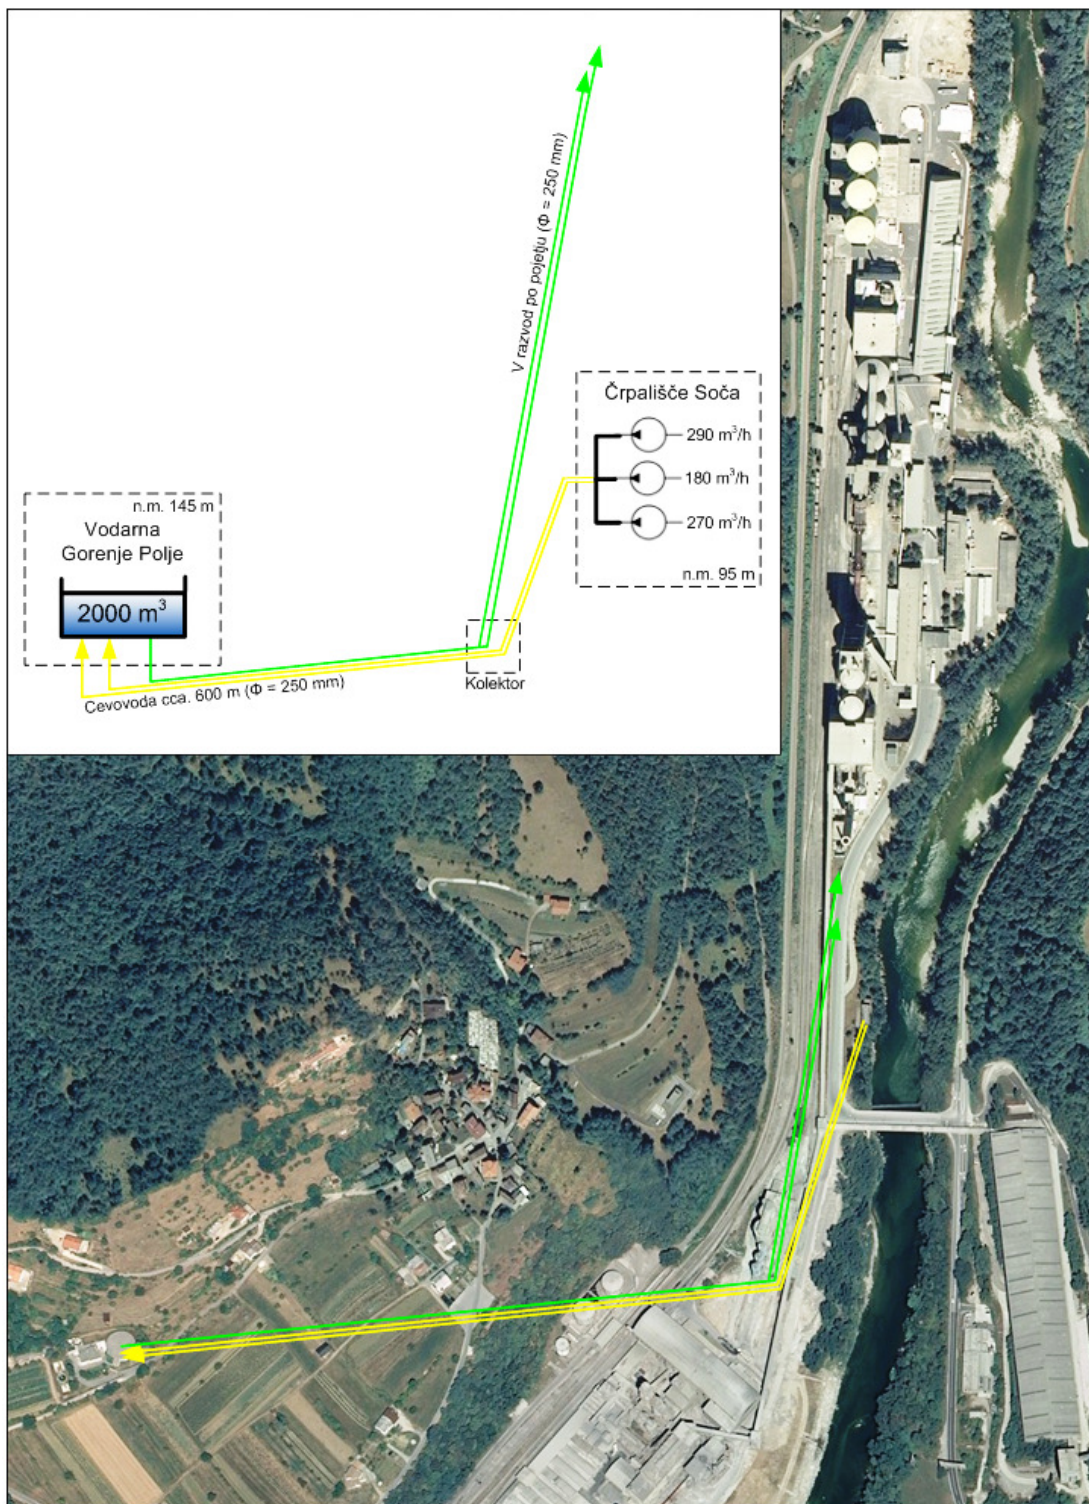 V razvod po pojetju (Φ = 250 mm)
Črpališče Soča
290 m³/h
180 m³/h
270 m³/h
n.m. 95 m
n.m. 145 m
Vodarna
Gorenje Polje
2000 m³
Kolektor
Cevovoda cca. 600 m (Φ = 250 mm)